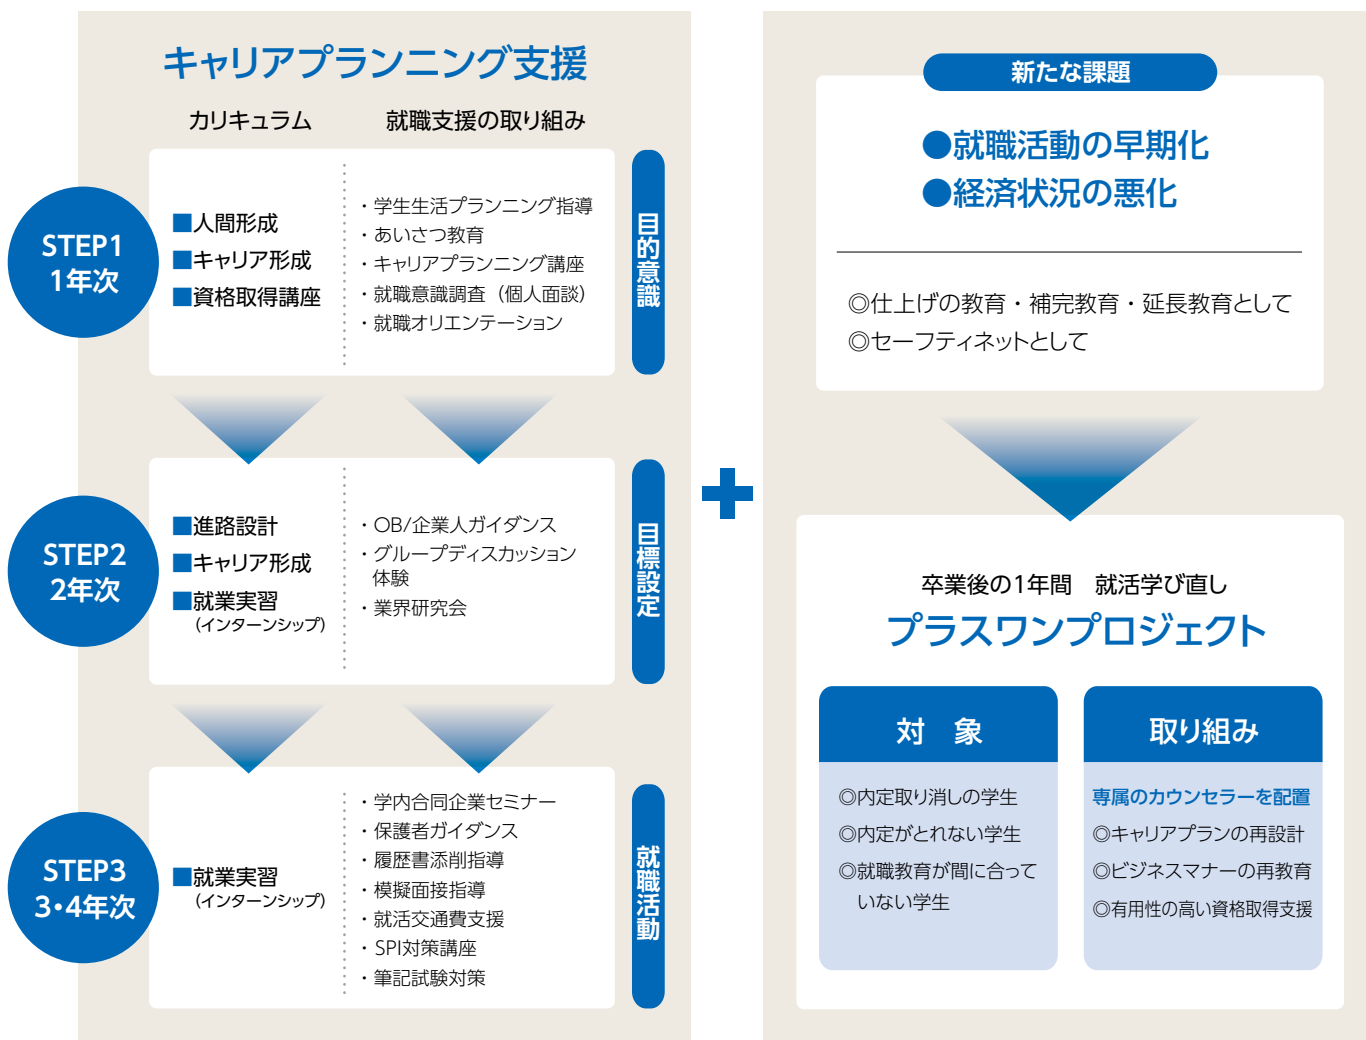 キャリアプランニング支援
カリキュラム
就職支援の取り組み
STEP1
1年次
■人間形成
■キャリア形成
■資格取得講座
・学生生活プランニング指導
・あいさつ教育
・キャリアプランニング講座
・就職意識調査（個人面談）
・就職オリエンテーション
目的意識
STEP2
2年次
■進路設計
■キャリア形成
■就業実習
(インターンシップ)
・OB/企業人ガイダンス
・グループディスカッション
体験
・業界研究会
目標設定
STEP3
3・4年次
■就業実習
(インターンシップ)
・学内合同企業セミナー
・保護者ガイダンス
・履歴書添削指導
・模擬面接指導
・就活交通費支援
・SPI対策講座
・筆記試験対策
就職活動
新たな課題
●就職活動の早期化
●経済状況の悪化
◎仕上げの教育・補完教育・延長教育として
◎セーフティネットとして
卒業後の1年間　就活学び直し
プラスワンプロジェクト
対　象
◎内定取り消しの学生
◎内定がとれない学生
◎就職教育が間に合って
いない学生
取り組み
専属のカウンセラーを配置
◎キャリアプランの再設計
◎ビジネスマナーの再教育
◎有用性の高い資格取得支援